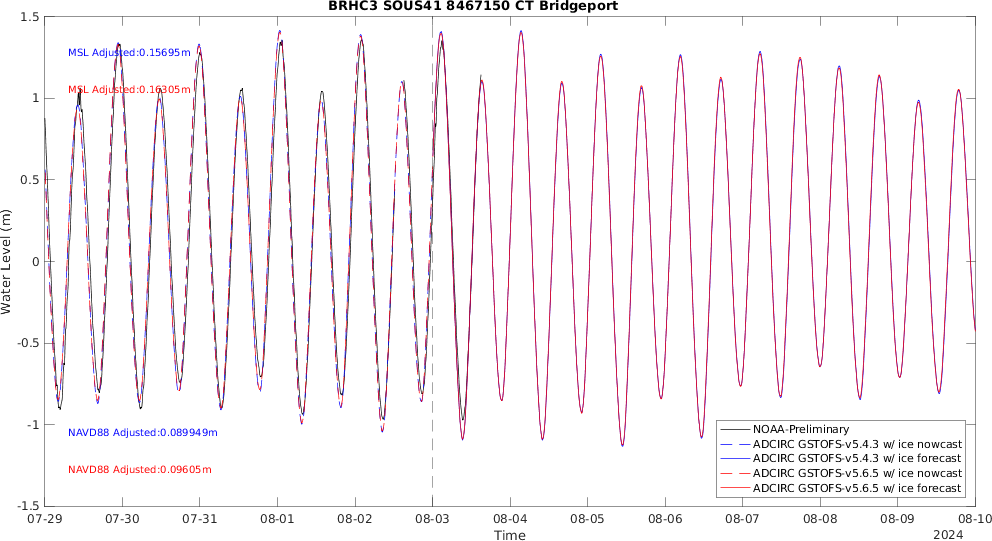 BRHC3 SOUS41 8467150 CT Bridgeport
1.5
1
0.5
0
-0.5
-1
-1.5
Water Level (m)
MSL Adjusted:0.15695m
MSL Adjusted:0.16305m
NAVD88 Adjusted:0.089949m
NAVD88 Adjusted:0.09605m
NOAA-Preliminary
ADCIRC GSTOFS-v5.4.3 w/ ice nowcast
ADCIRC GSTOFS-v5.4.3 w/ ice forecast
ADCIRC GSTOFS-v5.6.5 w/ ice nowcast
ADCIRC GSTOFS-v5.6.5 w/ ice forecast
07-29 07-30 07-31 08-01 08-02 08-03 08-04 08-05 08-06 08-07 08-08 08-09 08-10
Time
2024